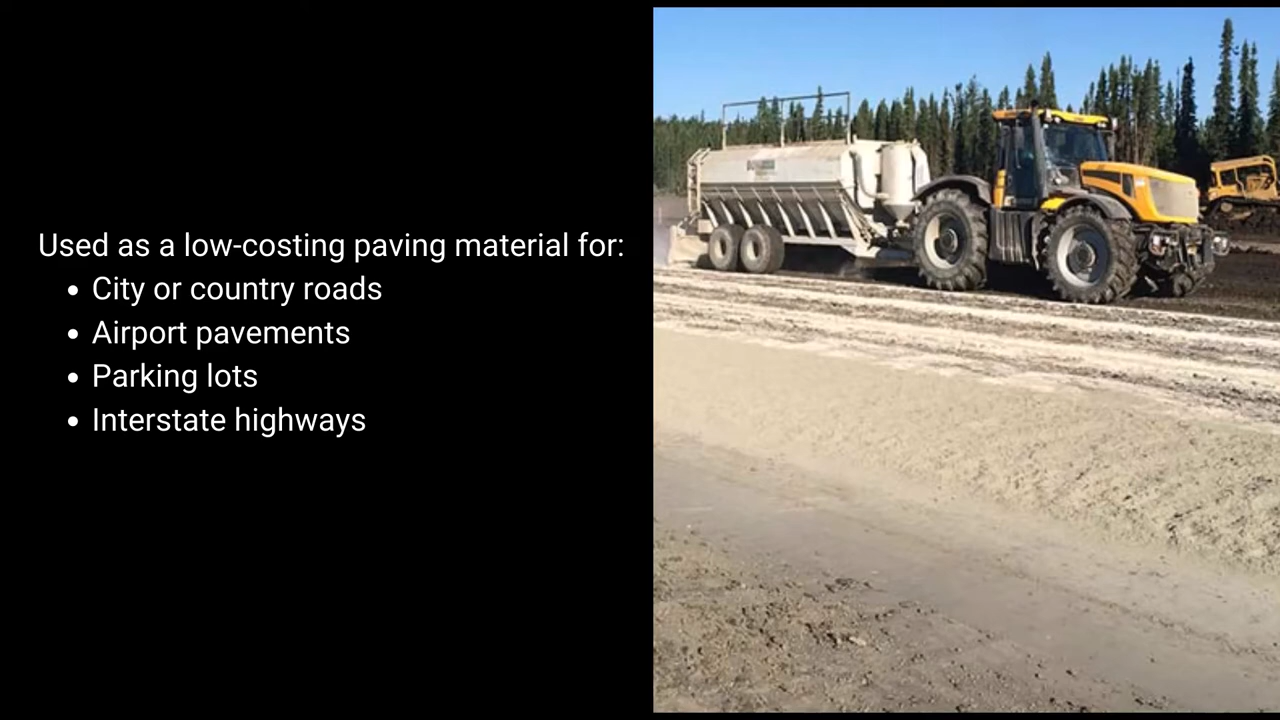 Used as a low-costing paving material for:
• City or country roads
• Airport pavements
• Parking lots
• Interstate highways